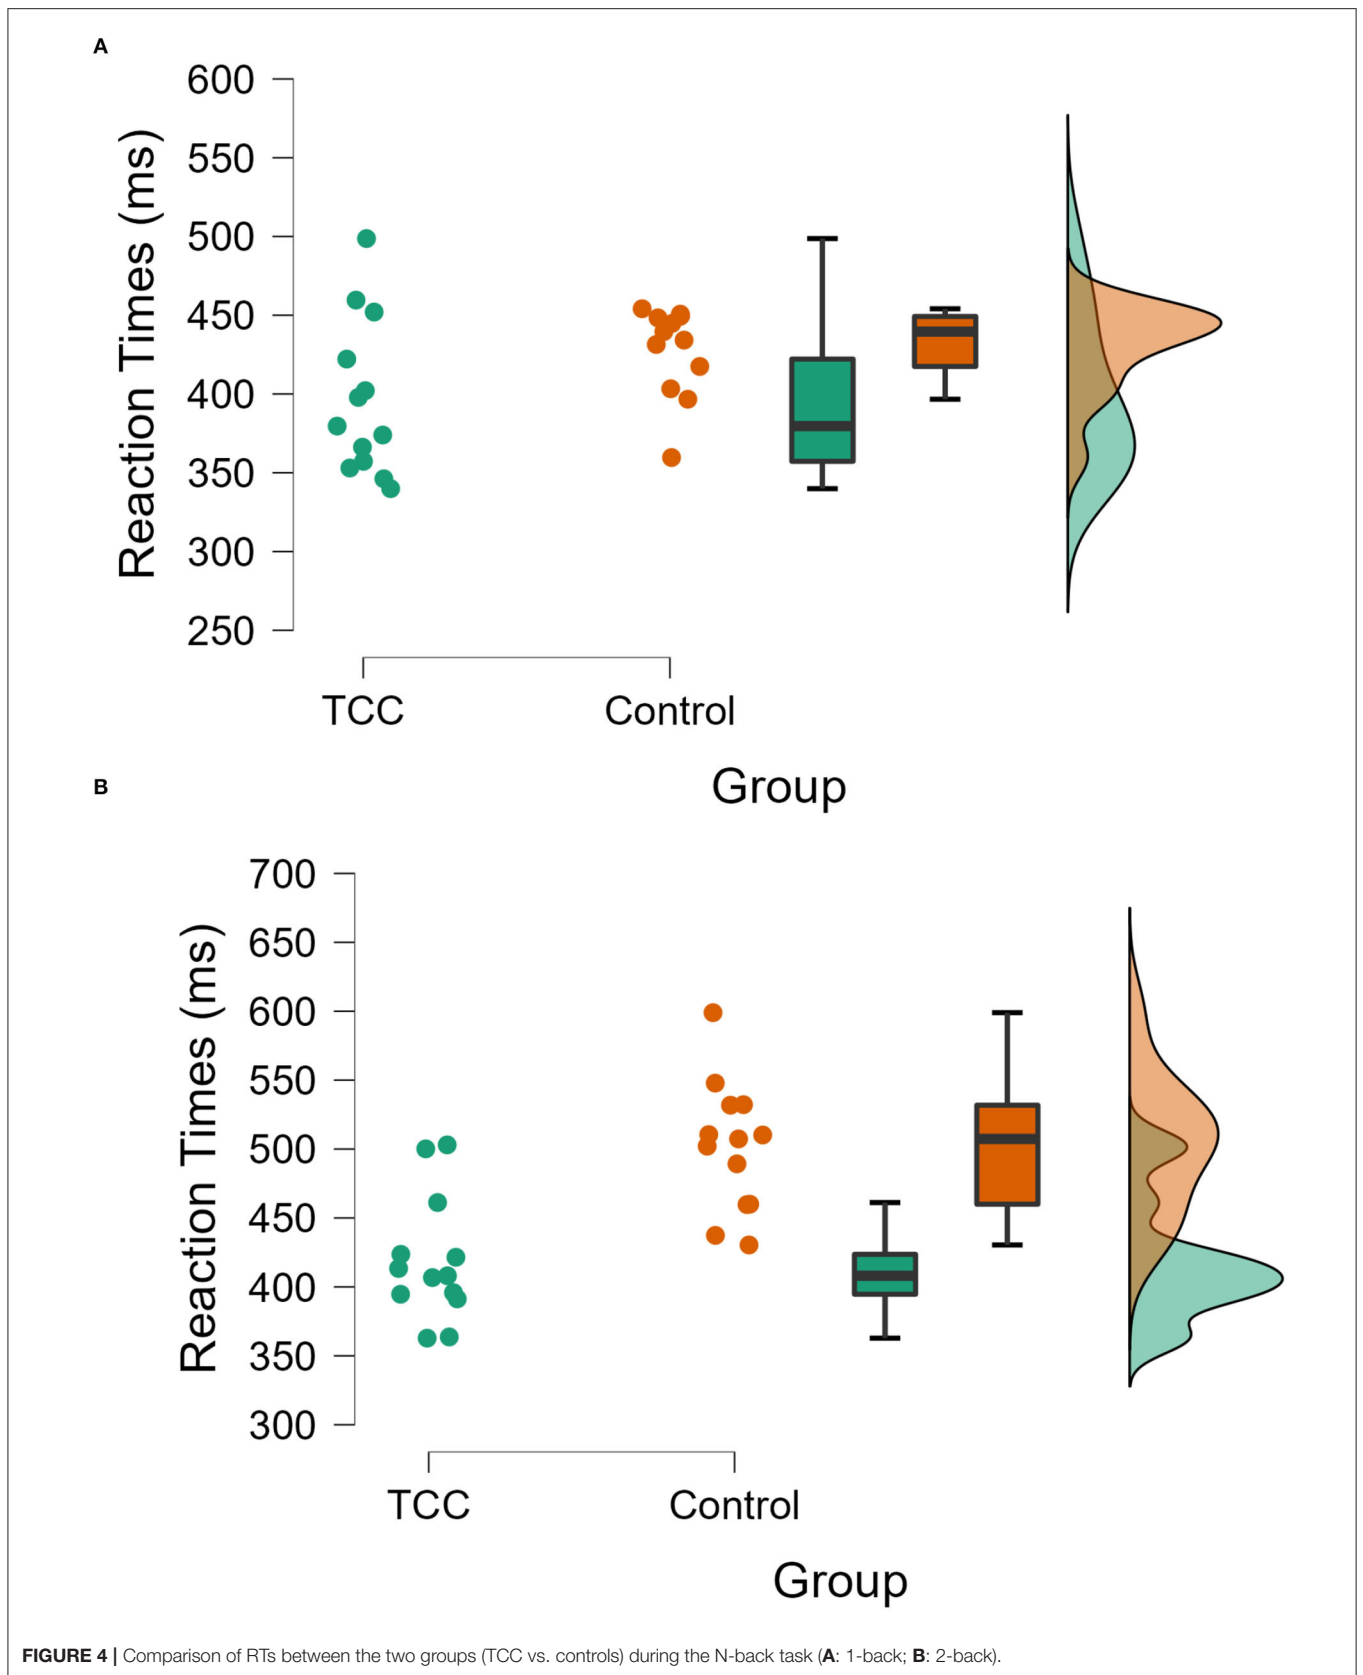 A
600
550
500
450
400
350
300
250
Reaction Times (ms)
TCC Control
Group
B
700
650
600
550
500
450
400
350
300
Reaction Times (ms)
TCC Control
Group
FIGURE 4 | Comparison of RTs between the two groups (TCC vs. controls) during the N-back task (A: 1-back; B: 2-back).